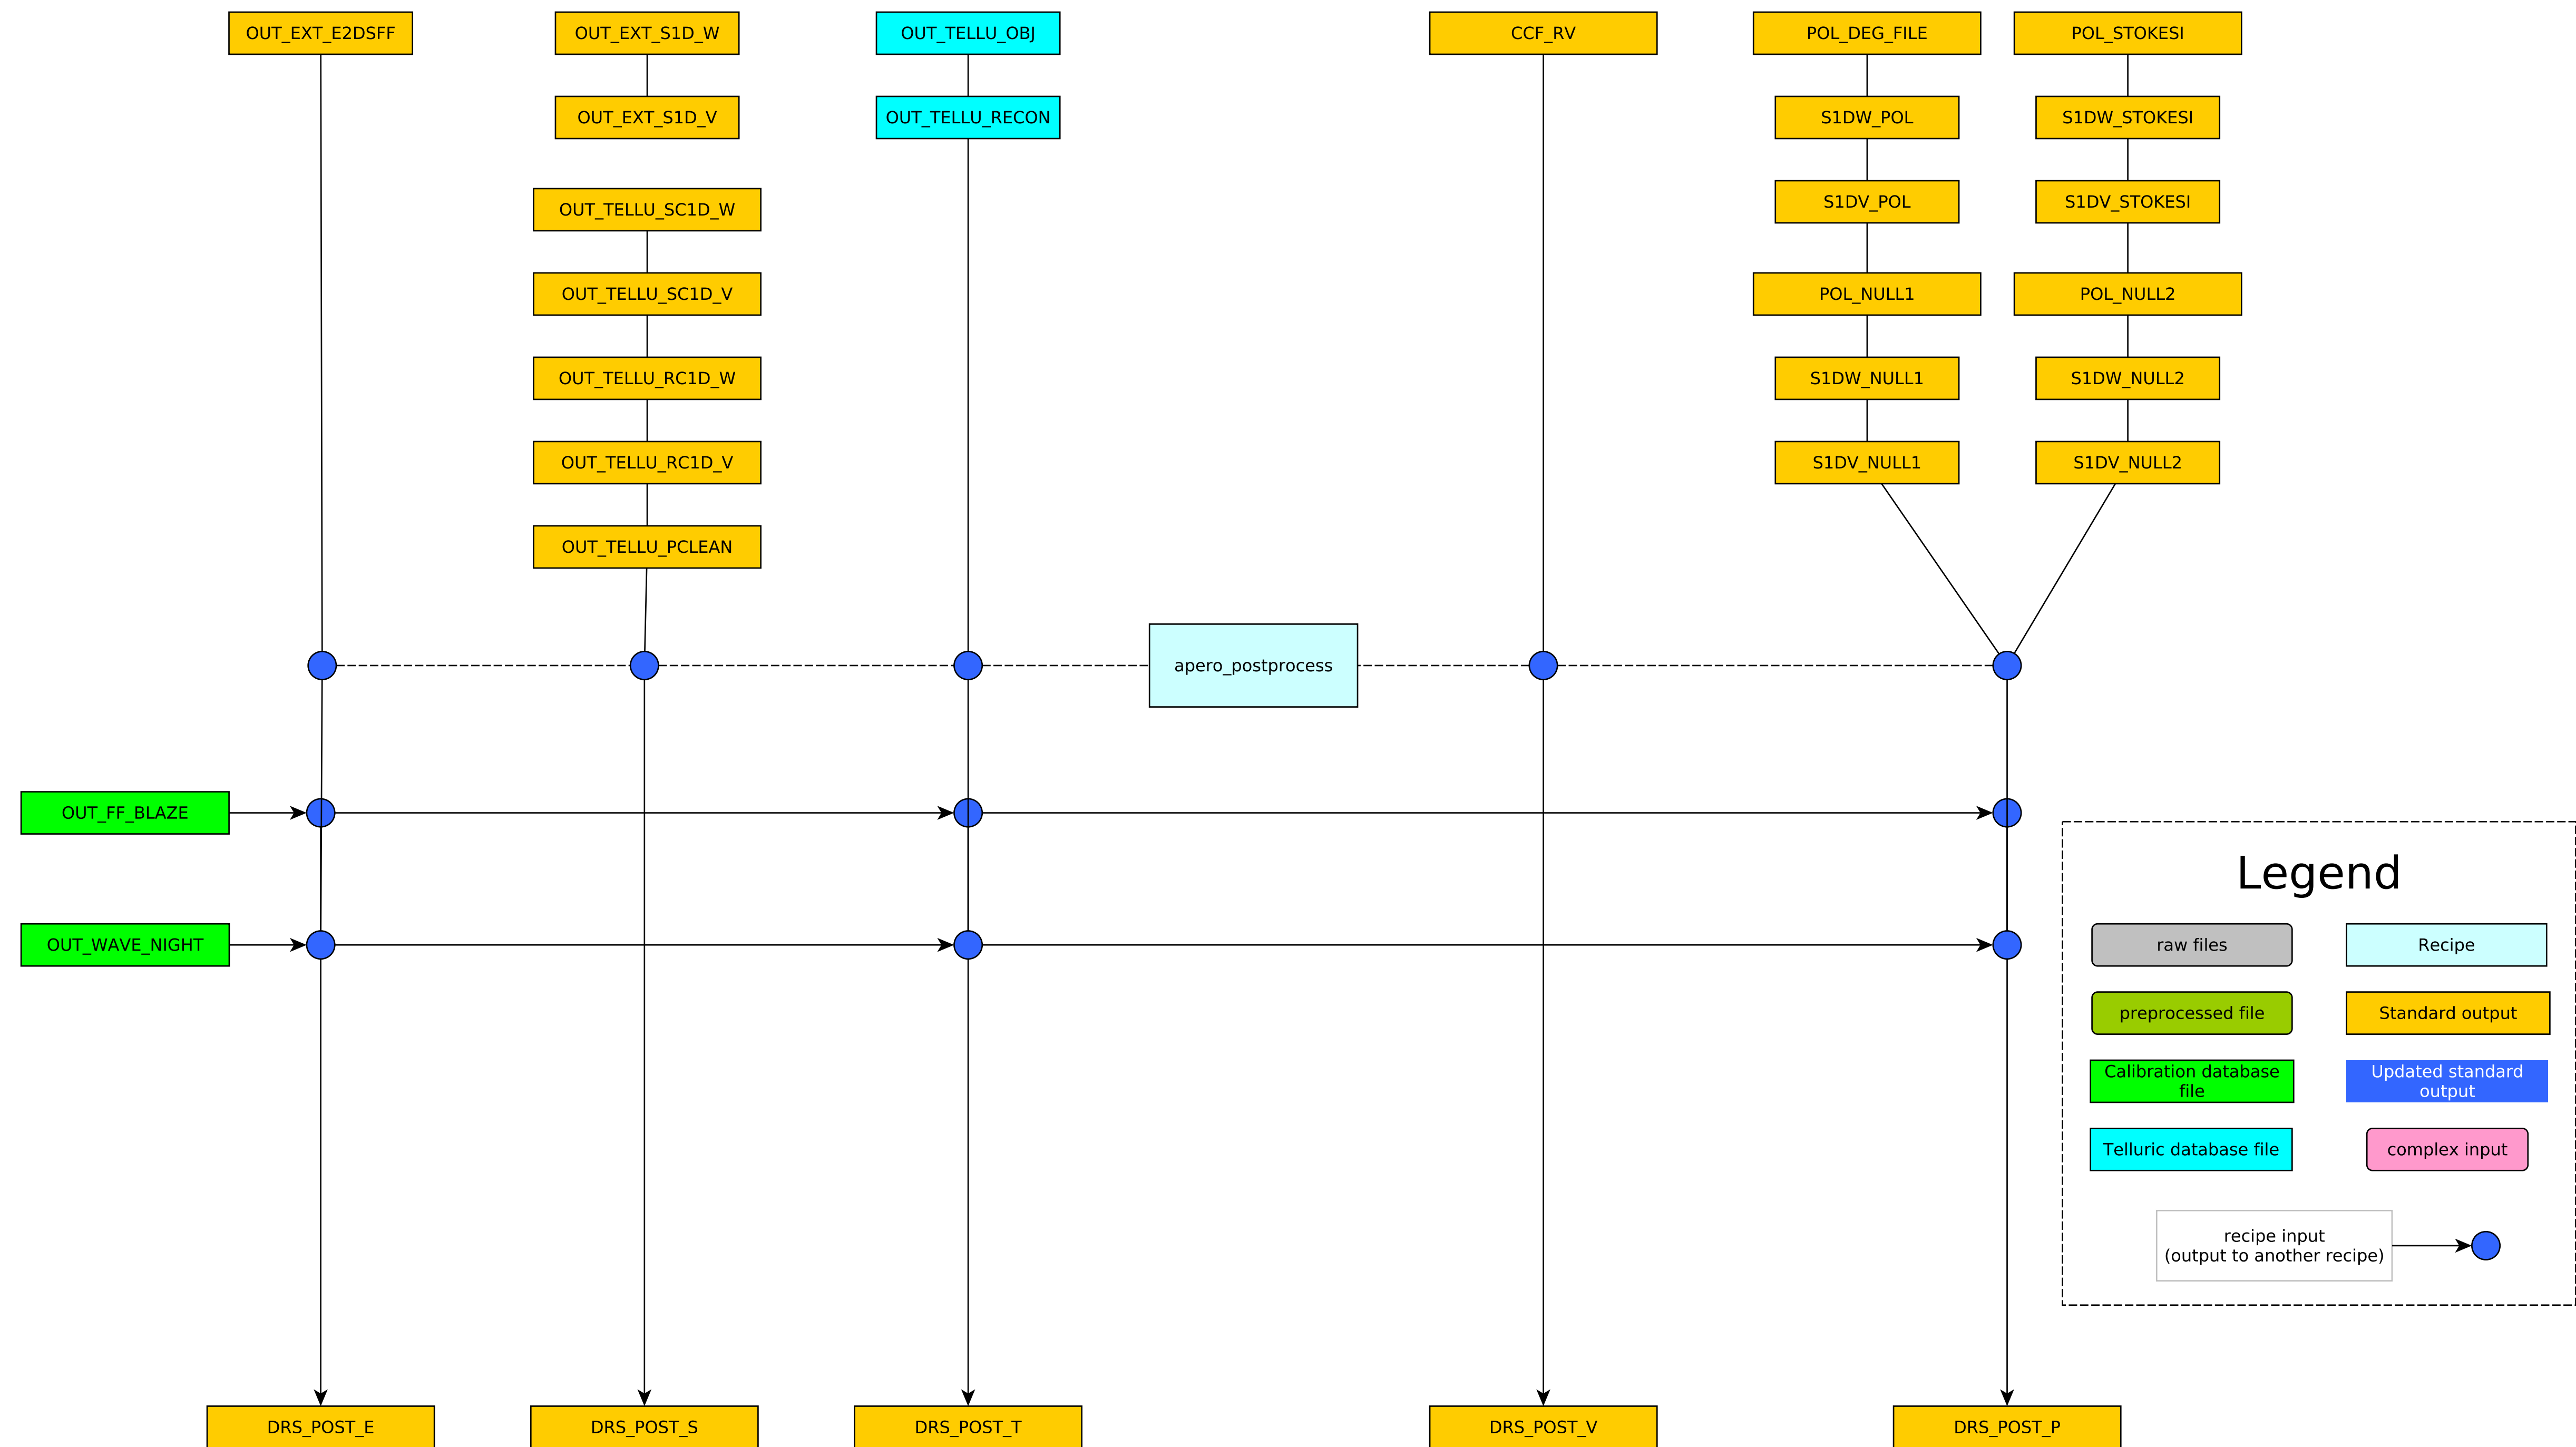 OUT_EXT_E2DSFF
OUT_EXT_S1D_W
OUT_TELLU_OBJ
CCF_RV
POL_DEG_FILE
POL_STOKESI
OUT_EXT_S1D_V
OUT_TELLU_RECON
S1DW_POL
S1DW_STOKESI
OUT_TELLU_SC1D_W
S1DV_POL
S1DV_STOKESI
OUT_TELLU_SC1D_V
POL_NULL1
POL_NULL2
OUT_TELLU_RC1D_W
S1DW_NULL1
S1DW_NULL2
OUT_TELLU_RC1D_V
S1DV_NULL1
S1DV_NULL2
OUT_TELLU_PCLEAN
apero_postprocess
OUT_FF_BLAZE
OUT_WAVE_NIGHT
Legend
raw files
Recipe
preprocessed file
Standard output
Calibration database
file
Updated standard
output
Telluric database file
complex input
recipe input
(output to another recipe)
DRS_POST_E
DRS_POST_S
DRS_POST_T
DRS_POST_V
DRS_POST_P